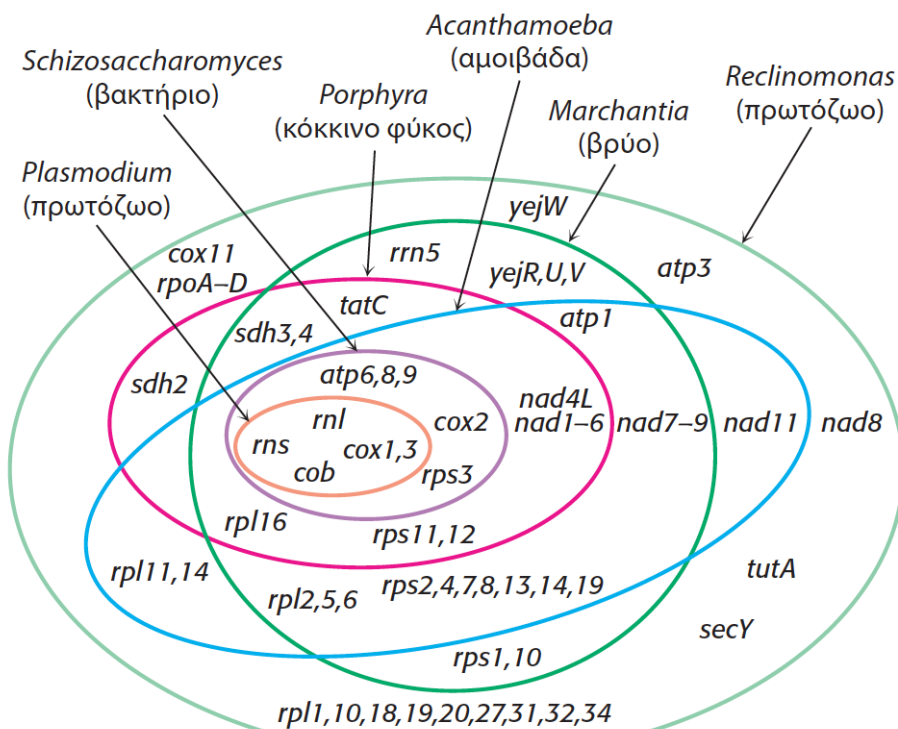 Acanthamoeba
(αμοιβάδα)
Schizosaccharomyces
(βακτήριο)
Porphyra
(κόκκινο φύκος)
Marchantia
(βρύο)
Reclinomonas
(πρωτόζωο)
Plasmodium
(πρωτόζωο)
yejW
cox11
rpoA–D
rrn5
yejR,U,V
atp3
tatC
atp1
sdh3,4
sdh2
atp6,8,9
nad4L
nad1–6
nad7–9
nad11
nad8
rnl
cox2
rns
cox1,3
cob
rps3
rpl16
rps11,12
rpl11,14
rpl2,5,6
rps2,4,7,8,13,14,19
tutA
secY
rps1,10
rpl1,10,18,19,20,27,31,32,34